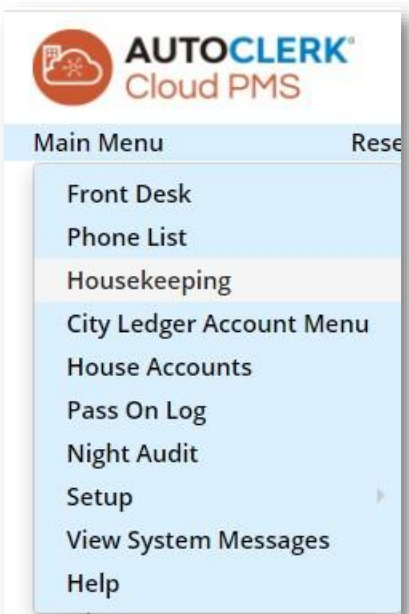 AUTOCLERK®
Cloud PMS
Main Menu Rese
Front Desk
Phone List
Housekeeping
City Ledger Account Menu
House Accounts
Pass On Log
Night Audit
Setup
View System Messages
Help